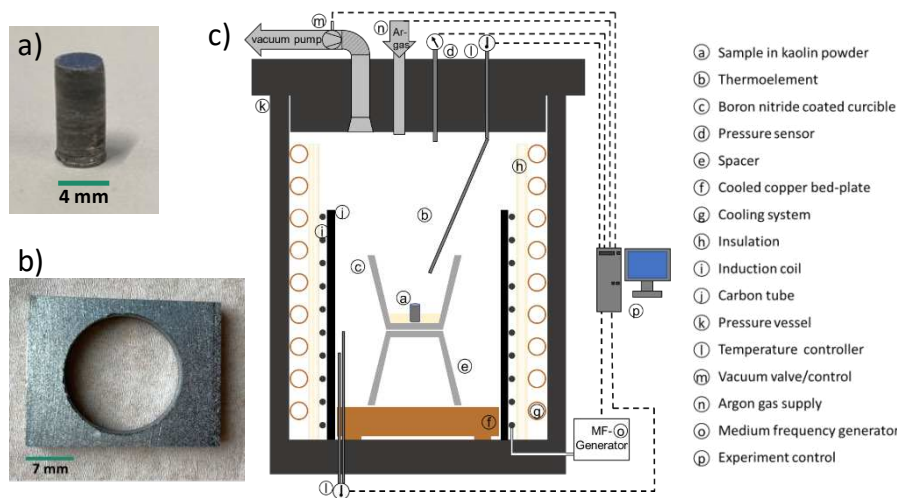 a)
4 mm
b)
7 mm
c)
m
vacuum pump
n
Ar-
gas
d
l
k
h
j
i
b
c
a
e
f
g
MF-
Generator
o
p
l
a Sample in kaolin powder
b Thermoelement
c Boron nitride coated curcible
d Pressure sensor
e Spacer
f Cooled copper bed-plate
g Cooling system
h Insulation
i Induction coil
j Carbon tube
k Pressure vessel
l Temperature controller
m Vacuum valve/control
n Argon gas supply
o Medium frequency generator
p Experiment control